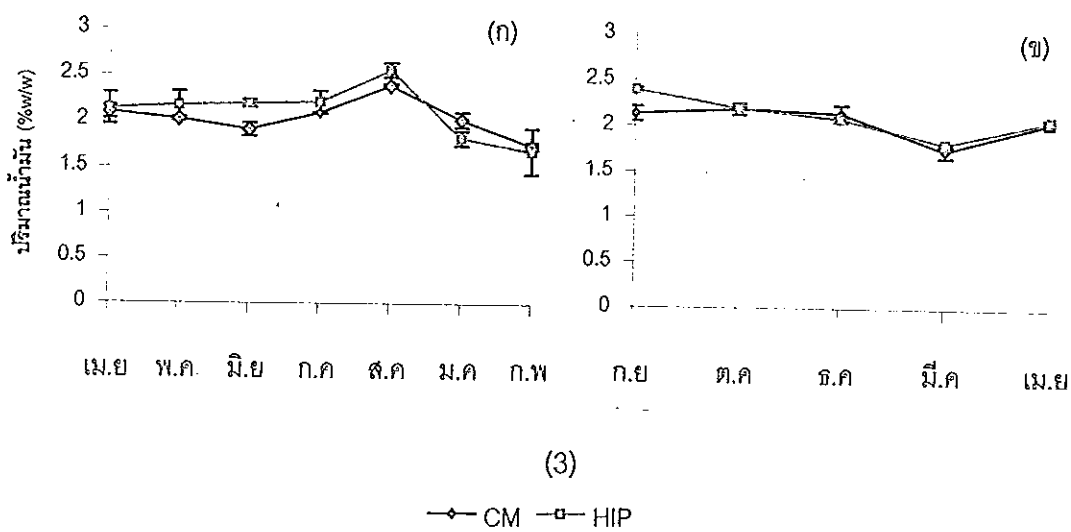 (ก)
ปริมาณน้ำมัน (%w/w)
3
2.5
2
1.5
1
0.5
0
เม.ย พ.ค. มิ.ย ก.ค ส.ค ม.ค ก.พ
(ข)
3
2.5
2
1.5
1
0.5
0
ก.ย ต.ค ธ.ค มี.ค เม.ย
(3)
CM HIP